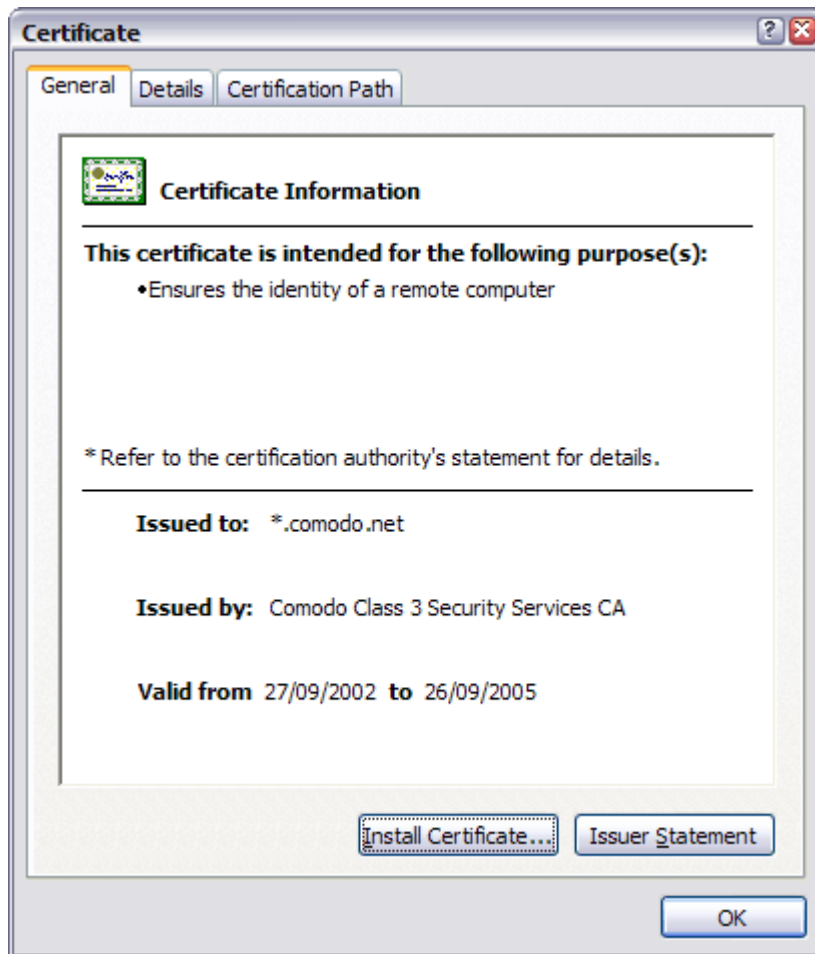 Certificate
General Details Certification Path
Certificate Information
This certificate is intended for the following purpose(s):
•Ensures the identity of a remote computer
* Refer to the certification authority's statement for details.
Issued to: *.comodo.net
Issued by: Comodo Class 3 Security Services CA
Valid from 27/09/2002 to 26/09/2005
Install Certificate... Issuer Statement
OK